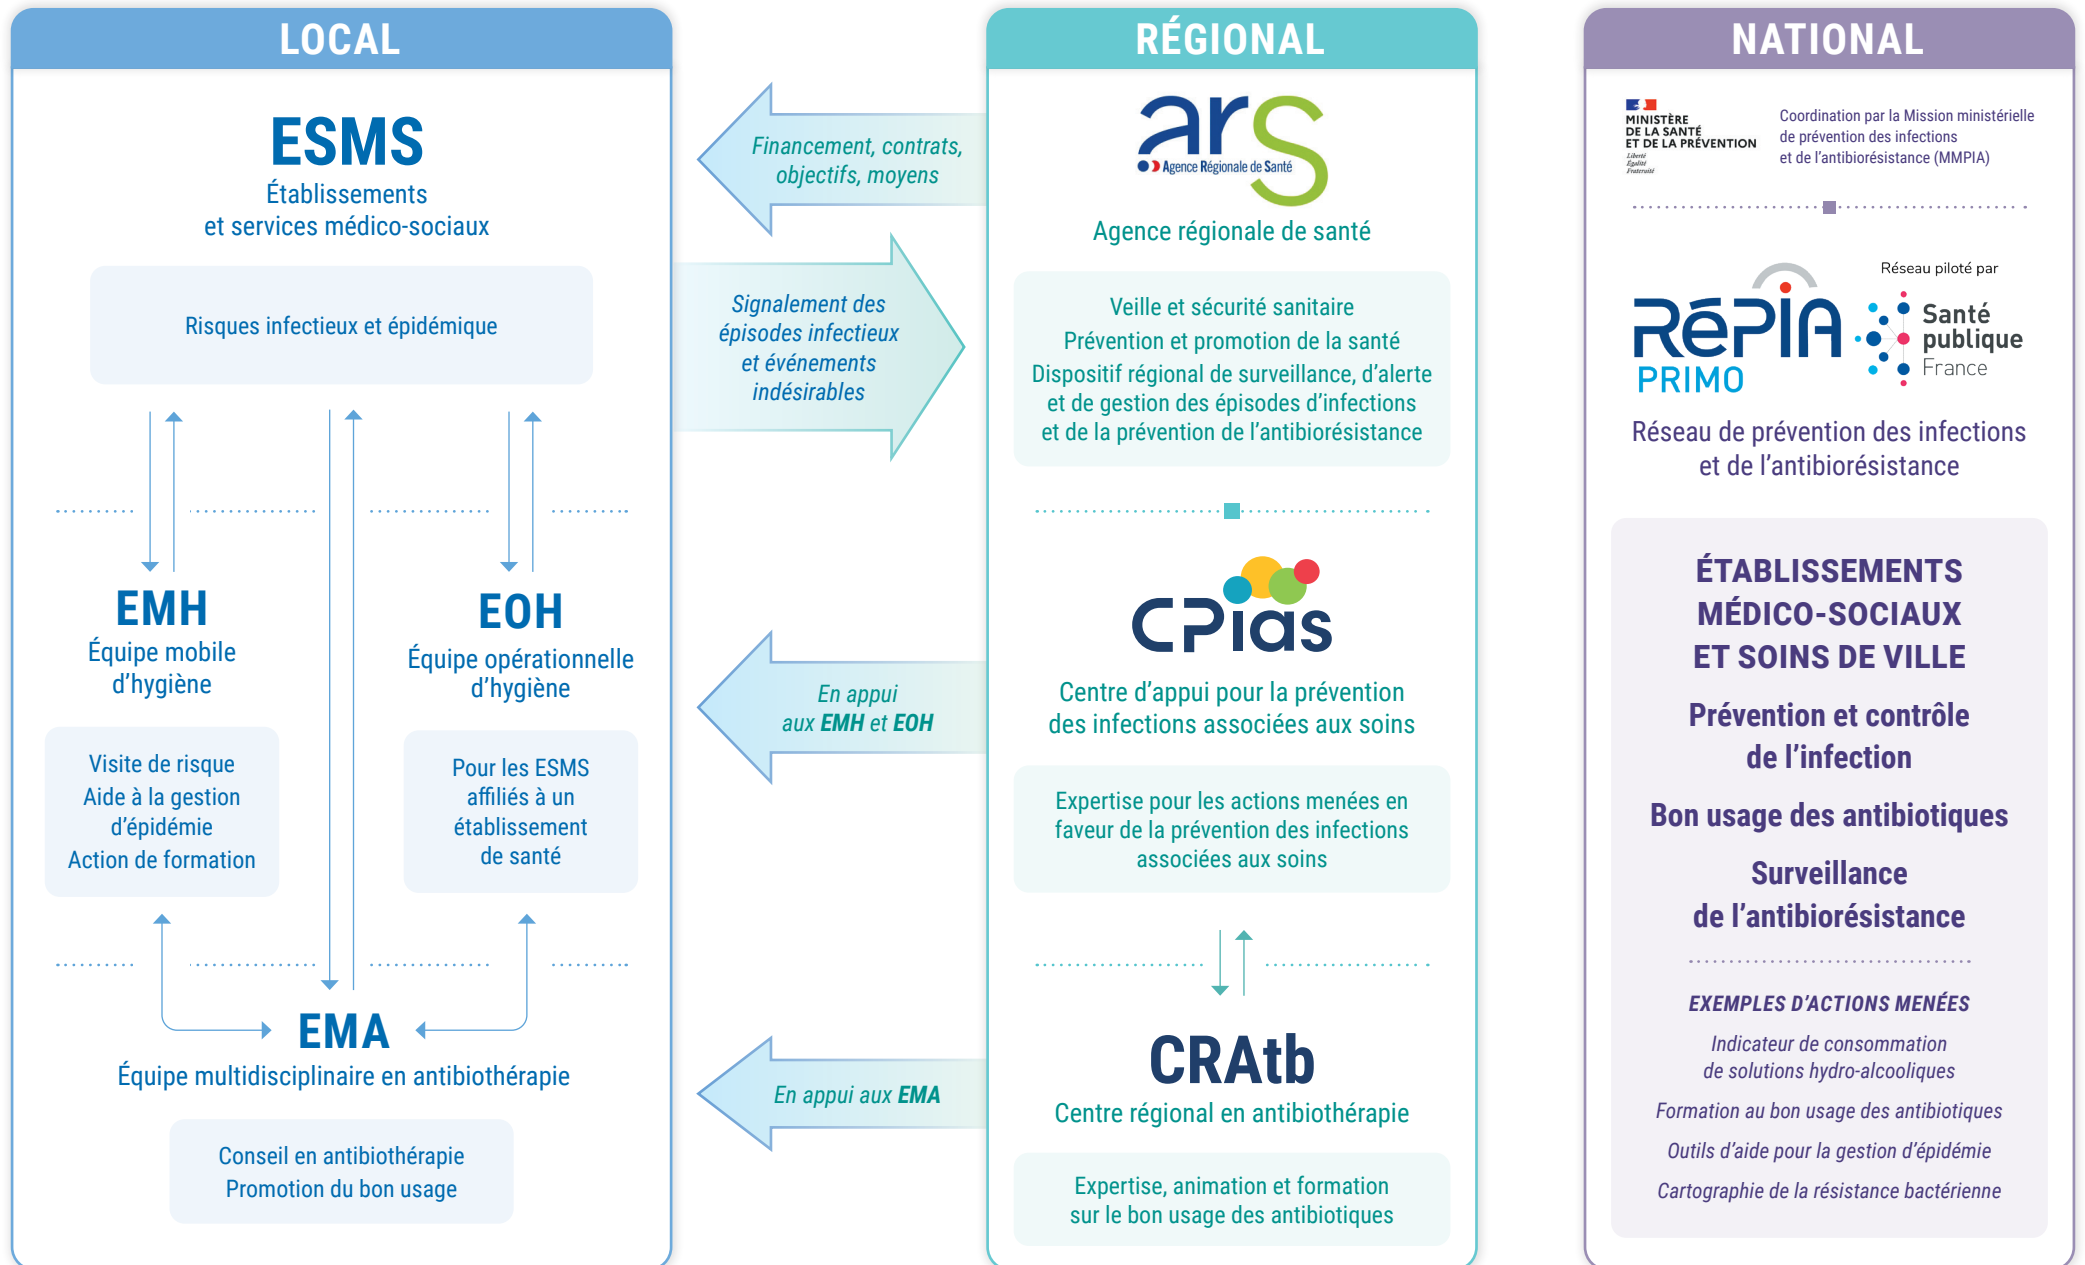 LOCAL
ESMS
Établissements
et services médico-sociaux
Risques infectieux et épidémique
EMH
Équipe mobile
d’hygiène
Visite de risque
Aide à la gestion
d’épidémie
Action de formation
EOH
Équipe opérationnelle
d’hygiène
Pour les ESMS
affiliés à un
établissement
de santé
EMA
Équipe multidisciplinaire en antibiothérapie
Conseil en antibiothérapie
Promotion du bon usage
Financement, contrats,
objectifs, moyens
Signalement des
épisodes infectieux
et événements
indésirables
En appui
aux EMH et EOH
En appui aux EMA
RÉGIONAL
ars
Agence Régionale de Santé
Agence régionale de santé
Veille et sécurité sanitaire
Prévention et promotion de la santé
Dispositif régional de surveillance, d’alerte
et de gestion des épisodes d’infections
et de la prévention de l’antibiorésistance
CPias
Centre d’appui pour la prévention
des infections associées aux soins
Expertise pour les actions menées en
faveur de la prévention des infections
associées aux soins
CRAtb
Centre régional en antibiothérapie
Expertise, animation et formation
sur le bon usage des antibiotiques
NATIONAL
MINISTÈRE
DE LA SANTÉ
ET DE LA PRÉVENTION
Liberté
Égalité
Fraternité
Coordination par la Mission ministérielle
de prévention des infections
et de l’antibiorésistance (MMPIA)
RéPIA
PRIMO
Réseau piloté par
Santé
publique
France
Réseau de prévention des infections
et de l’antibiorésistance
ÉTABLISSEMENTS
MÉDICO-SOCIAUX
ET SOINS DE VILLE
Prévention et contrôle
de l’infection
Bon usage des antibiotiques
Surveillance
de l’antibiorésistance
EXEMPLES D’ACTIONS MENÉES
Indicateur de consommation
de solutions hydro-alcooliques
Formation au bon usage des antibiotiques
Outils d’aide pour la gestion d’épidémie
Cartographie de la résistance bactérienne